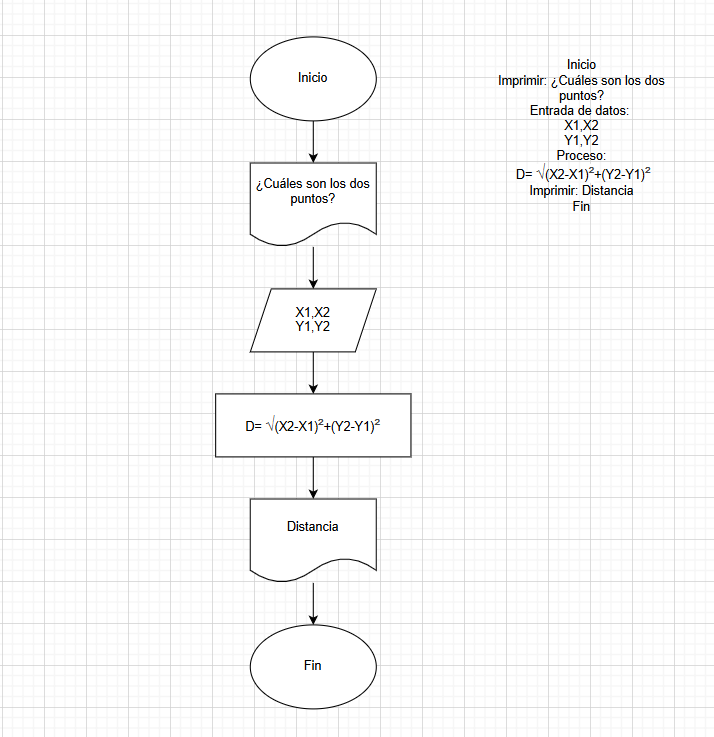 Inicio
¿Cuáles son los dos
puntos?
X1,X2
Y1,Y2
D= √(X2-X1)²+(Y2-Y1)²
Distancia
Fin
Inicio
Imprimir: ¿Cuáles son los dos
puntos?
Entrada de datos:
X1,X2
Y1,Y2
Proceso:
D= √(X2-X1)²+(Y2-Y1)²
Imprimir: Distancia
Fin